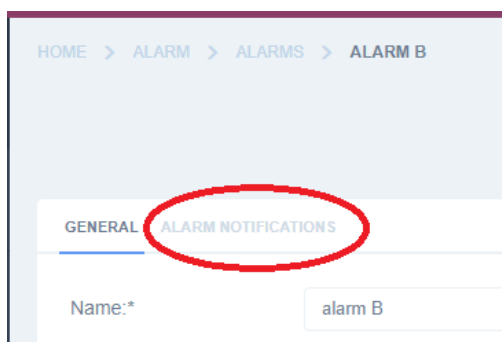 HOME > ALARM > ALARMS > ALARM B
GENERAL ALARM NOTIFICATIONS
Name:* alarm B